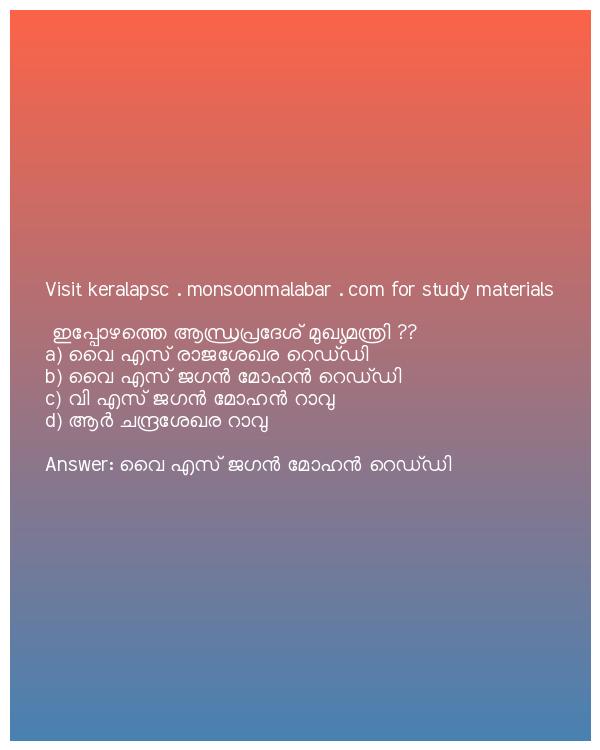 Visit keralapsc . monsoonmalabar . com for study materials
ഇപ്പോഴത്തെ ആന്ധ്രപ്രദേശ് മുഖ്യമന്ത്രി ??
a) വൈ എസ് രാജശേഖര റെഡ്ഡി
b) വൈ എസ് ജഗൻ മോഹൻ റെഡ്ഡി
c) വി എസ് ജഗൻ മോഹൻ റാവു
d) ആർ ചന്ദ്രശേഖര റാവു
Answer: വൈ എസ് ജഗൻ മോഹൻ റെഡ്ഡി